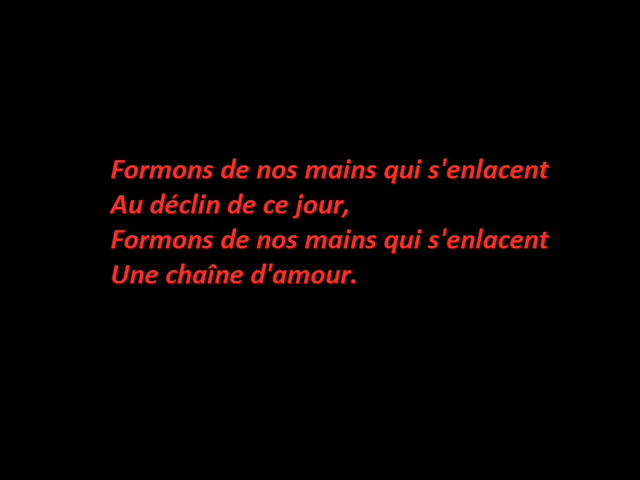 Formons de nos mains qui s'enlacent
Au déclin de ce jour,
Formons de nos mains qui s'enlacent
Une chaîne d'amour.